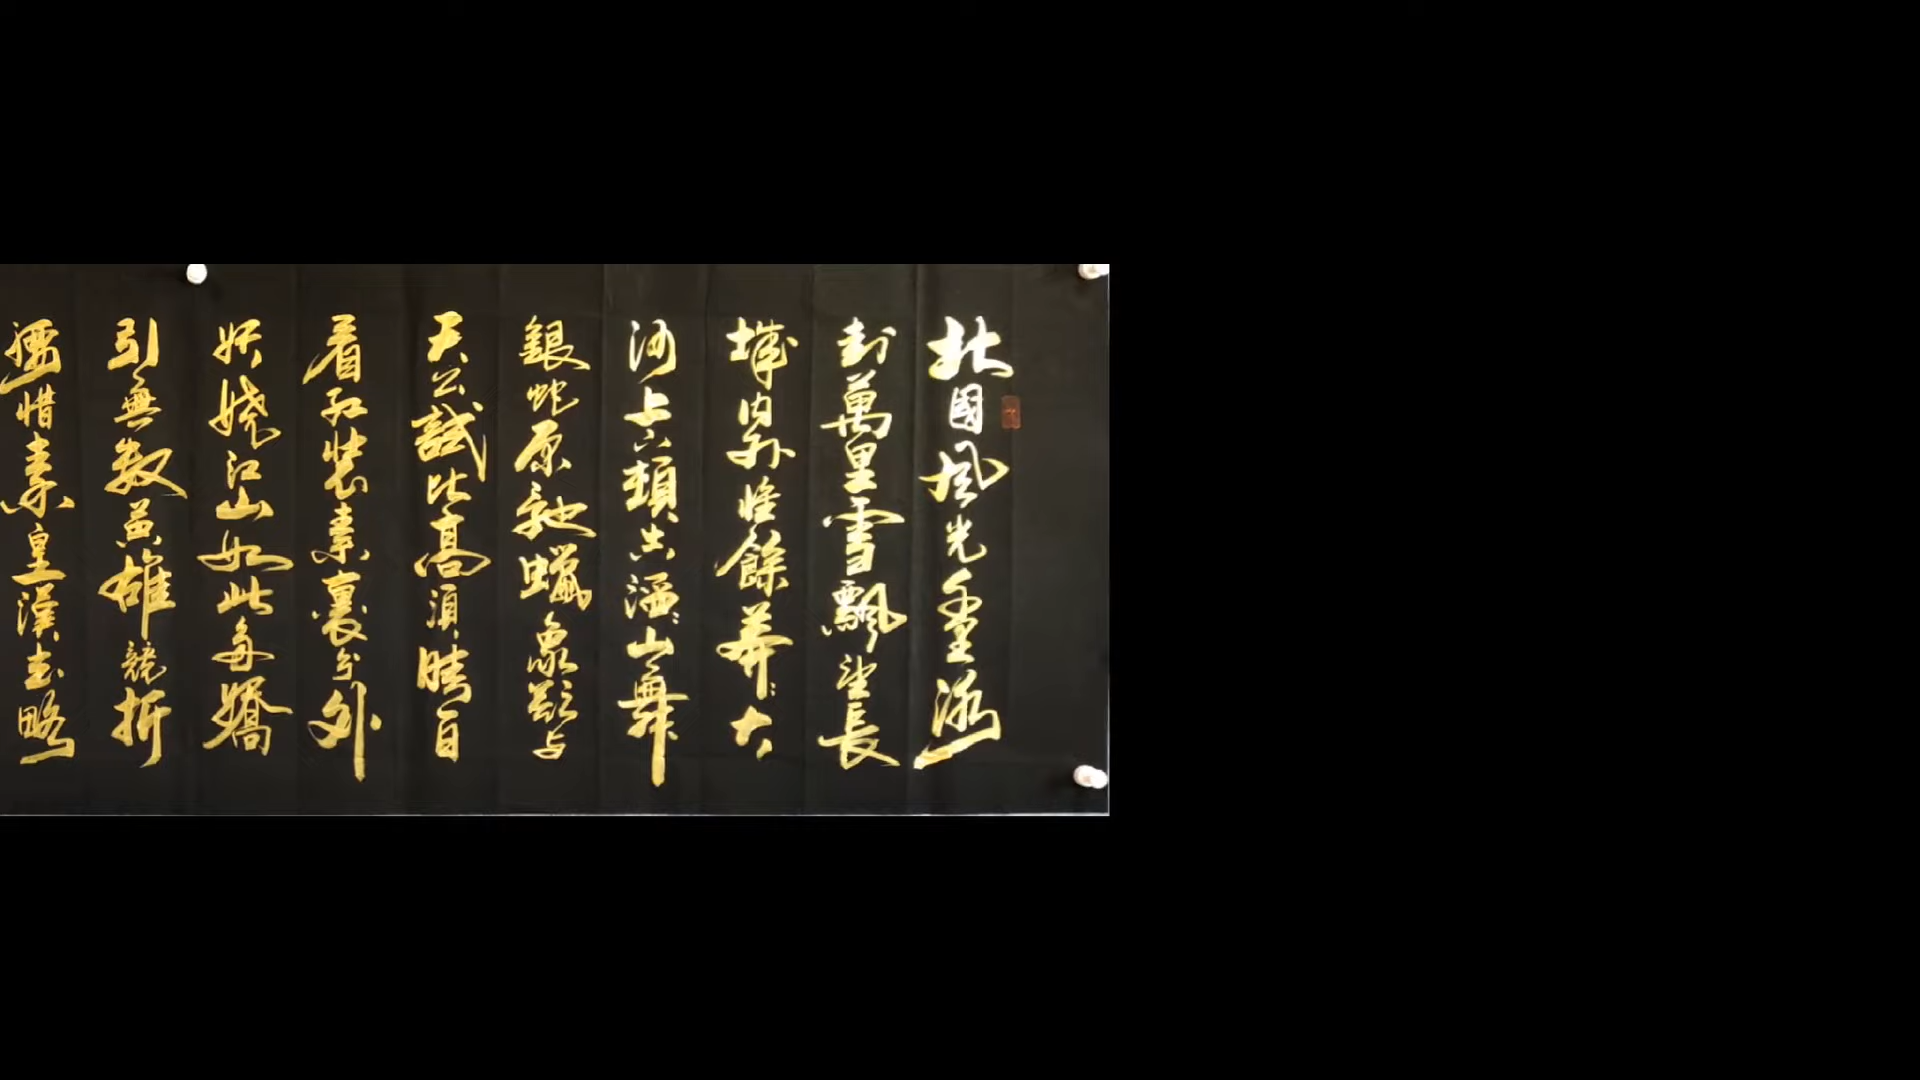 北國風光千里冰
封萬里雪飄望長
城內外惟餘莽莽大
河上下頓失滔滔山舞
銀蛇原馳蠟象欲與
天公試比高須晴日
看紅裝素裹分外
妖嬈江山如此多嬌
引無數英雄競折
腰惜秦皇漢武略